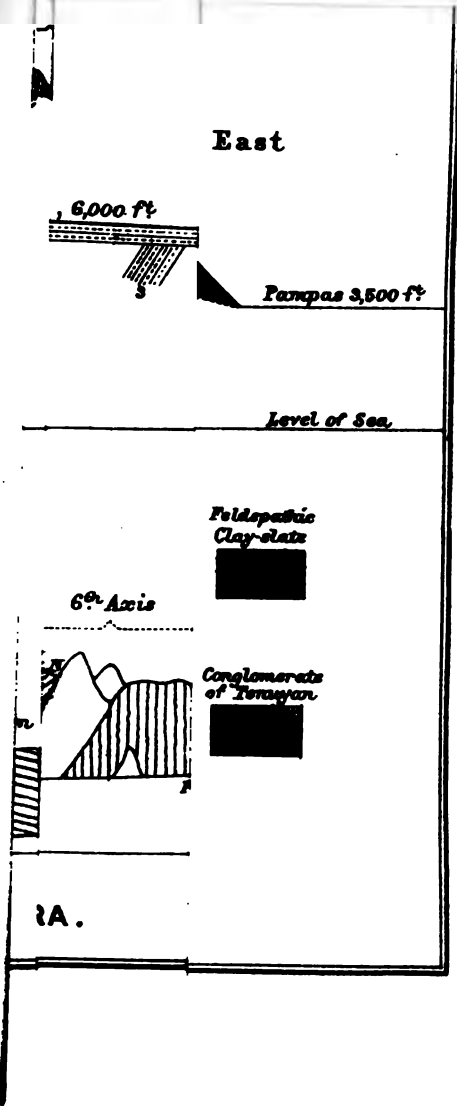 East
, 6,000 ft
S
Pampas 3,500 ft
Level of Sea
Feldspathic
Clay-slate
6th Axis
Conglomerate
of Tenuyan
RA.